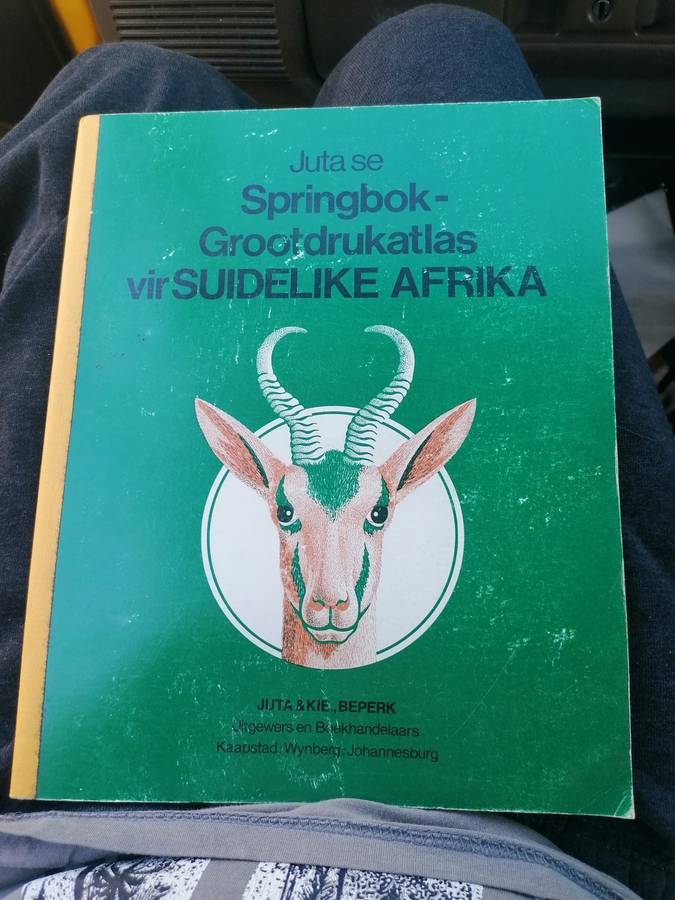 Juta se
Springbok-
Grootdrukatlas
vir SUIDELIKE AFRIKA
JUTA & KIE., BEPERK
Uitgewers en Boekhandelaars
Kaapstad : Wynberg : Johannesburg